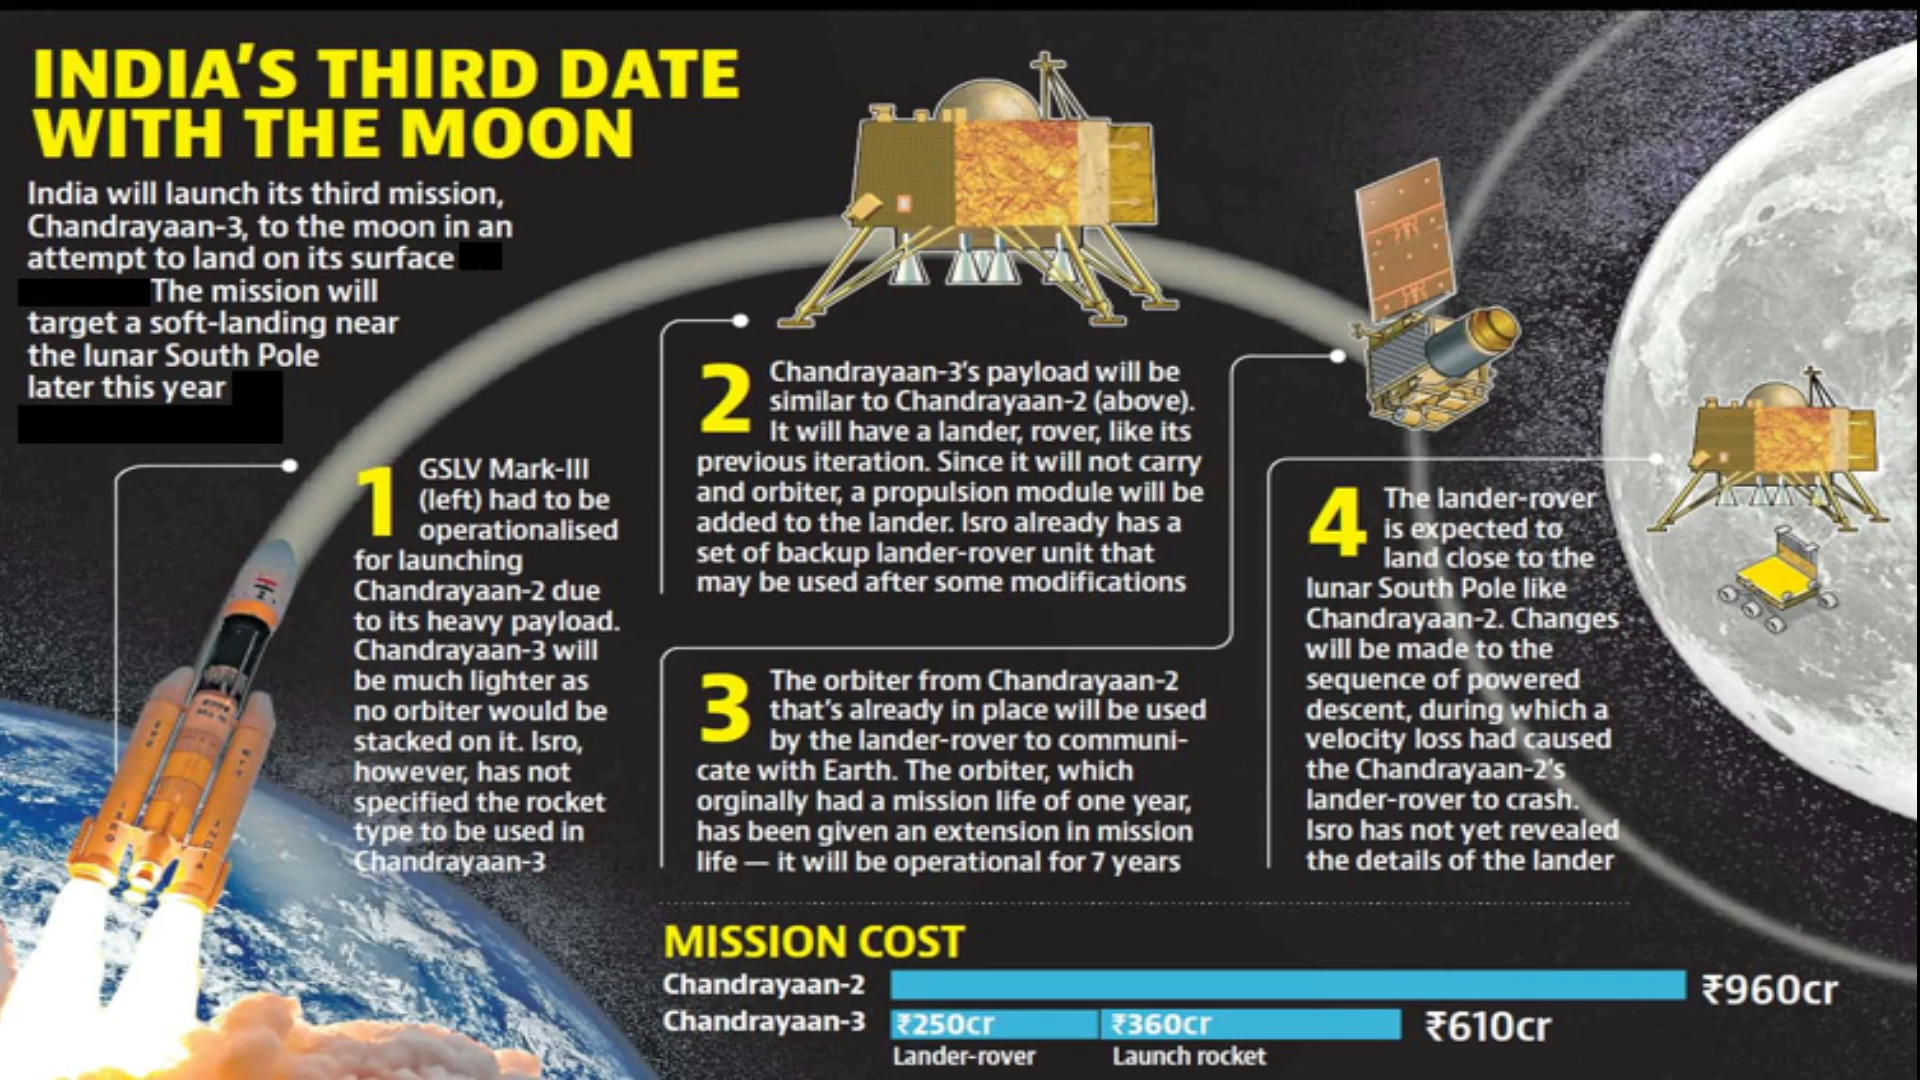 INDIA'S THIRD DATE
WITH THE MOON
India will launch its third mission,
Chandrayaan-3, to the moon in an
attempt to land on its surface
The mission will
target a soft-landing near
the lunar South Pole
later this year
1 GSLV Mark-III
(left) had to be
operationalised
for launching
Chandrayaan-2 due
to its heavy payload.
Chandrayaan-3 will
be much lighter as
no orbiter would be
stacked on it. Isro,
however, has not
specified the rocket
type to be used in
Chandrayaan-3
2 Chandrayaan-3's payload will be
similar to Chandrayaan-2 (above).
It will have a lander, rover, like its
previous iteration. Since it will not carry
and orbiter, a propulsion module will be
added to the lander. Isro already has a
set of backup lander-rover unit that
may be used after some modifications
3 The orbiter from Chandrayaan-2
that's already in place will be used
by the lander-rover to communi-
cate with Earth. The orbiter, which
orginally had a mission life of one year,
has been given an extension in mission
life — it will be operational for 7 years
4 The lander-rover
is expected to
land close to the
lunar South Pole like
Chandrayaan-2. Changes
will be made to the
sequence of powered
descent, during which a
velocity loss had caused
the Chandrayaan-2's
lander-rover to crash.
Isro has not yet revealed
the details of the lander
MISSION COST
Chandrayaan-2 ₹960cr
Chandrayaan-3 ₹250cr ₹360cr ₹610cr
Lander-rover Launch rocket